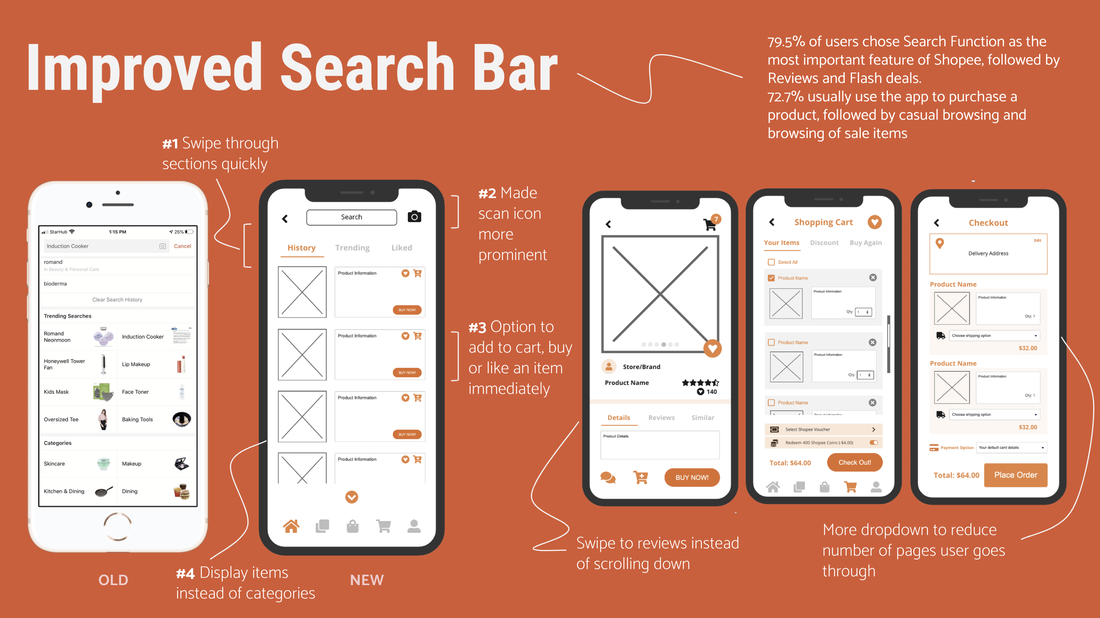 Improved Search Bar
79.5% of users chose Search Function as the
most important feature of Shopee, followed by
Reviews and Flash deals.
72.7% usually use the app to purchase a
product, followed by casual browsing and
browsing of sale items
#1 Swipe through
sections quickly
StarHub
1:15 PM
25%
Induction Cooker
Cancel
romand
in Beauty & Personal Care
bioderma
Clear Search History
Trending Searches
Romand
Neonmoon
Induction Cooker
Honeywell Tower
Fan
Lip Makeup
Kids Mask
Face Toner
Oversized Tee
Baking Tools
Categories
Skincare
Makeup
Kitchen & Dining
Dining
OLD
Search
History
Trending
Liked
Product Information
BUY NOW!
Product Information
BUY NOW!
Product Information
BUY NOW!
Product Information
NEW
#2 Made
scan icon
more
prominent
#3 Option to
add to cart, buy
or like an item
immediately
#4 Display items
instead of categories
7
Store/Brand
Product Name
140
Details
Reviews
Similar
Product Details
BUY NOW!
Swipe to reviews instead
of scrolling down
Shopping Cart
Your Items
Discount
Buy Again
Select All
Product Name
Product Information
Qty: 1
Product Name
Product Information
Qty: 1
Product Name
Select Shopee Voucher
Redeem 400 Shopee Coins (-$4.00)
Total: $64.00
Check Out!
Checkout
Edit
Delivery Address
Product Name
Product Information
Qty: 1
Choose shipping option
$32.00
Product Name
Product Information
Qty: 1
Choose shipping option
$32.00
Payment Option
Your default card details
Total: $64.00
Place Order
More dropdown to reduce
number of pages user goes
through